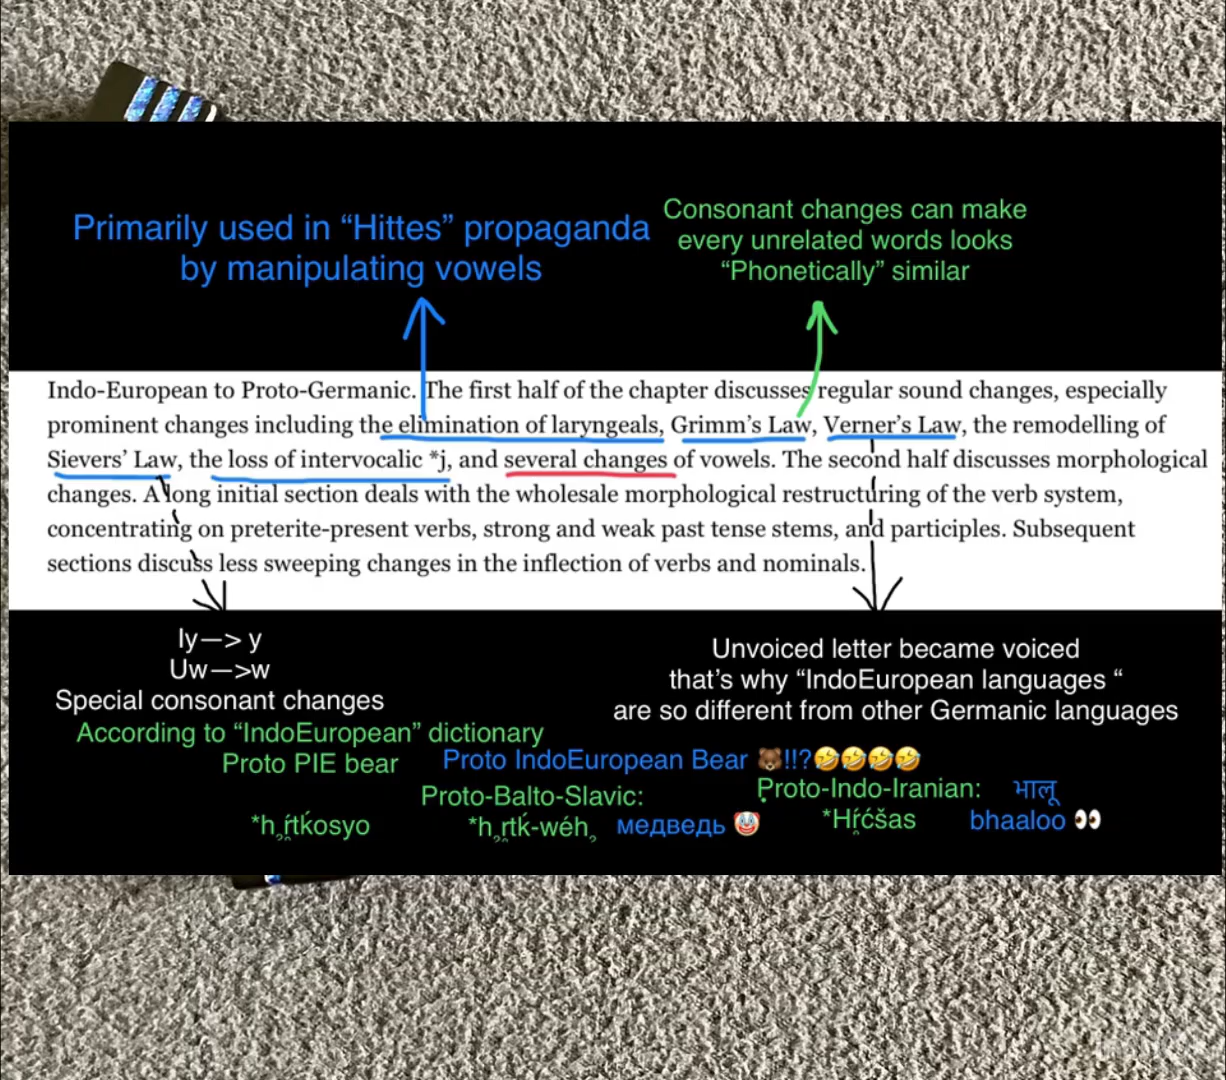 Primarily used in “Hittes” propaganda
by manipulating vowels
Consonant changes can make
every unrelated words looks
“Phonetically” similar
Indo-European to Proto-Germanic. The first half of the chapter discusses regular sound changes, especially
prominent changes including the elimination of laryngeals, Grimm’s Law, Verner’s Law, the remodelling of
Sievers’ Law, the loss of intervocalic *j, and several changes of vowels. The second half discusses morphological
changes. A long initial section deals with the wholesale morphological restructuring of the verb system,
concentrating on preterite-present verbs, strong and weak past tense stems, and participles. Subsequent
sections discuss less sweeping changes in the inflection of verbs and nominals.
Iy—> y
Uw—>w
Special consonant changes
Unvoiced letter became voiced
that’s why “IndoEuropean languages “
are so different from other Germanic languages
According to “IndoEuropean” dictionary
Proto PIE bear
*h₂ŕ̥tḱosyo
Proto IndoEuropean Bear 🐻!!?🤣🤣🤣🤣
Proto-Balto-Slavic:
*h₂r̥tḱ-wéh₂ медведь 🤡
Proto-Indo-Iranian: भालू
*Hŕ̥ćšas bhaaloo 👀